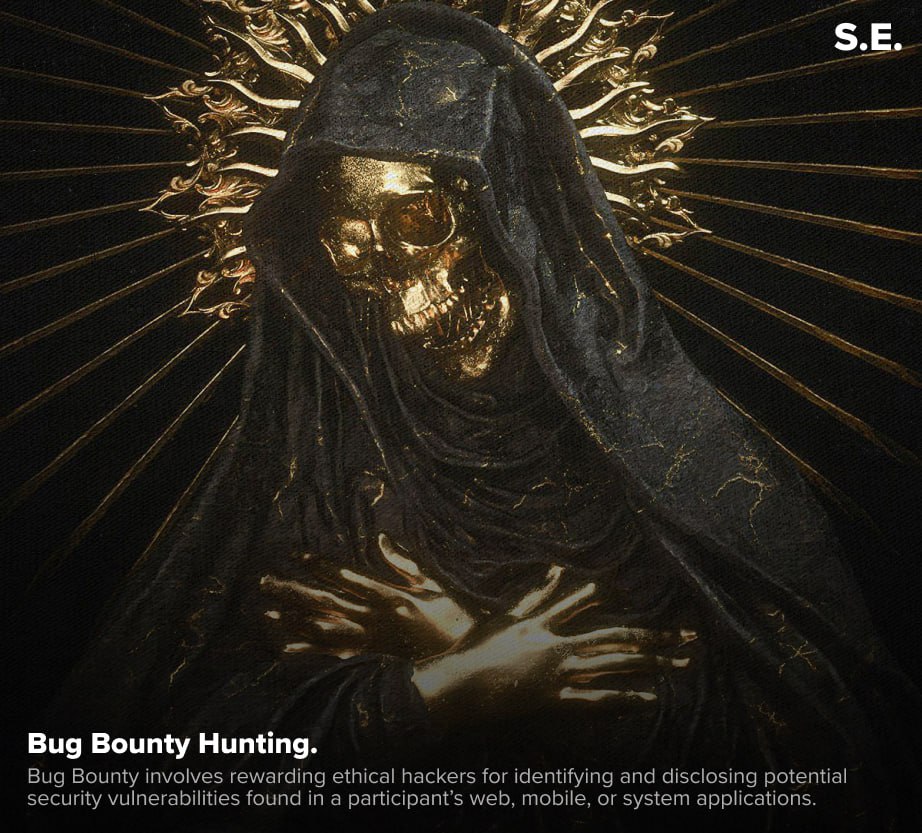 S.E.
Bug Bounty Hunting.
Bug Bounty involves rewarding ethical hackers for identifying and disclosing potential
security vulnerabilities found in a participant's web, mobile, or system applications.